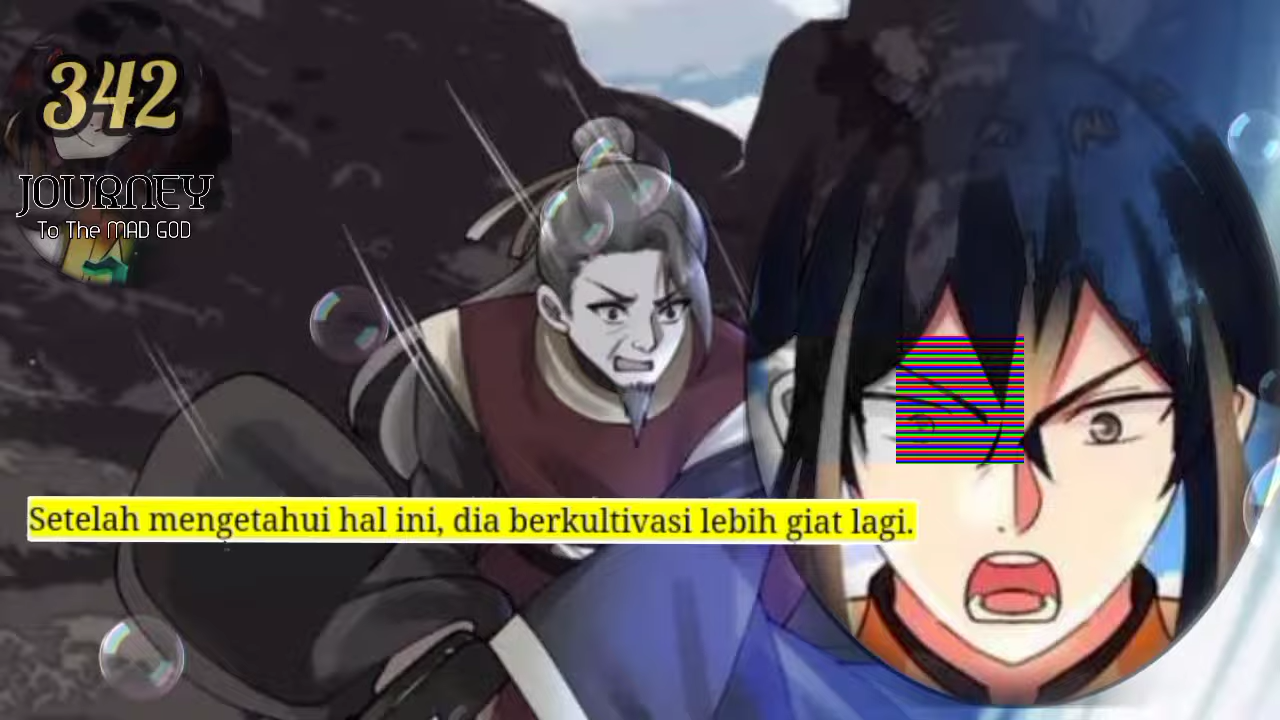 342
JOURNEY
To The MAD GOD
Setelah mengetahui hal ini, dia berkultivasi lebih giat lagi.